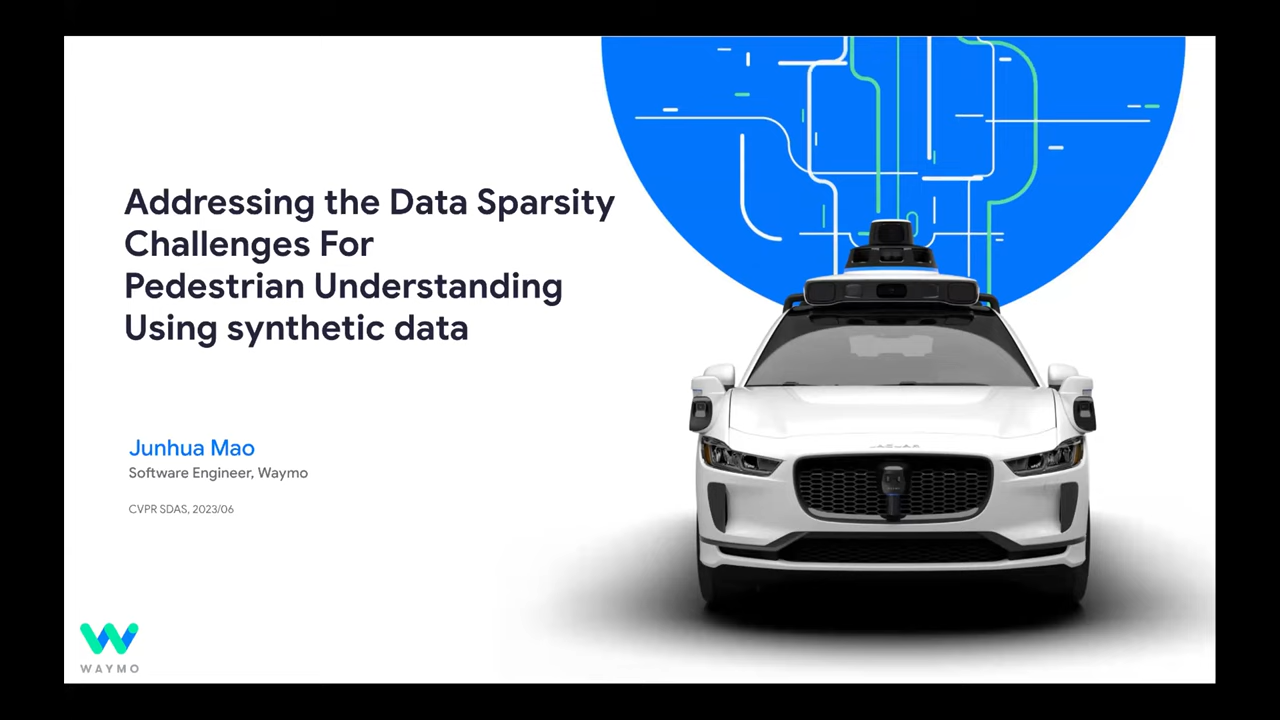 Addressing the Data Sparsity
Challenges For
Pedestrian Understanding
Using synthetic data
Junhua Mao
Software Engineer, Waymo
CVPR SDAS, 2023/06
WAYMO
JAGUAR